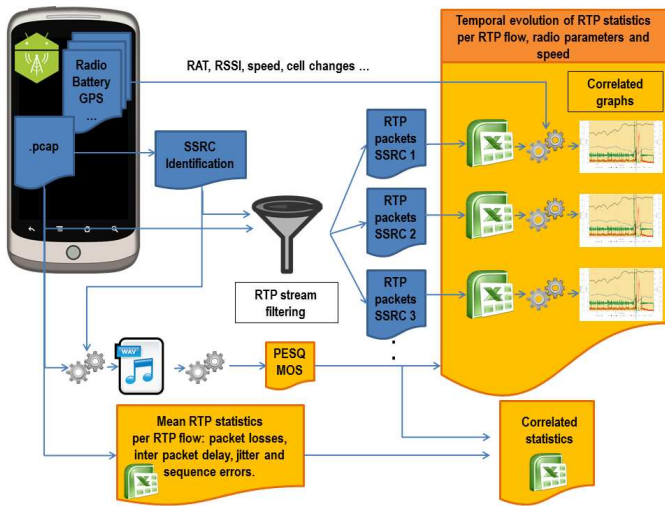 Temporal evolution of RTP statistics
per RTP flow, radio parameters and
speed
Radio
Battery
GPS
...
RAT, RSSI, speed, cell changes ...
Correlated
graphs
.pcap
SSRC
Identification
RTP
packets
SSRC 1
RTP
packets
SSRC 2
RTP
packets
SSRC 3
RTP stream
filtering
WAV
PESQ
MOS
Mean RTP statistics
per RTP flow: packet losses,
inter packet delay, jitter and
sequence errors.
Correlated
statistics